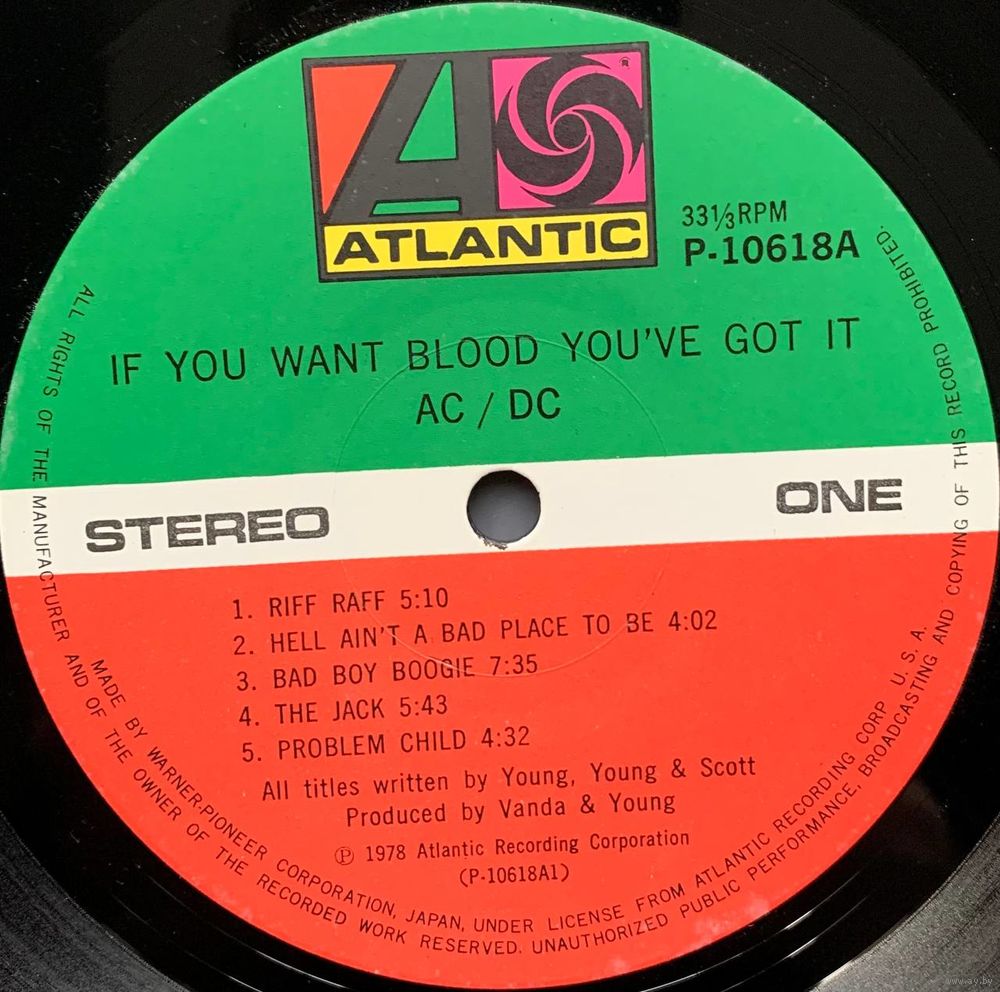 ATLANTIC
®
33⅓ RPM
P-10618A
IF YOU WANT BLOOD YOU'VE GOT IT
AC / DC
STEREO
ONE
1. RIFF RAFF 5:10
2. HELL AIN'T A BAD PLACE TO BE 4:02
3. BAD BOY BOOGIE 7:35
4. THE JACK 5:43
5. PROBLEM CHILD 4:32
All titles written by Young, Young & Scott
Produced by Vanda & Young
Ⓟ 1978 Atlantic Recording Corporation
(P-10618A1)
MADE BY WARNER-PIONEER CORPORATION, JAPAN, UNDER LICENSE FROM ATLANTIC RECORDING CORP. U. S. A.
ALL RIGHTS OF THE MANUFACTURER AND OF THE OWNER OF THE RECORDED WORK RESERVED. UNAUTHORIZED PUBLIC PERFORMANCE, BROADCASTING AND COPYING OF THIS RECORD PROHIBITED.
www.ay.by